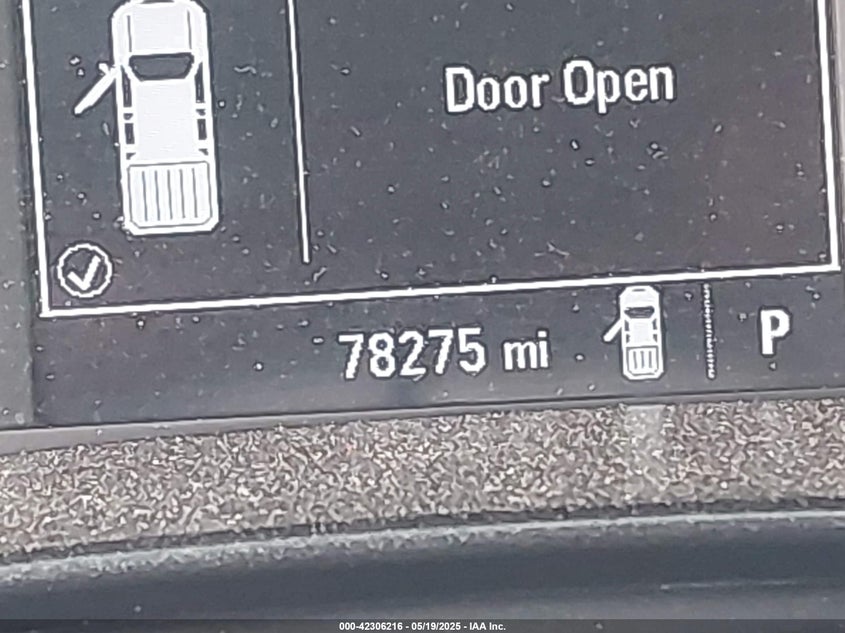 Door Open
78275 mi
P
000-42306216 - 05/19/2025 - IAA Inc.